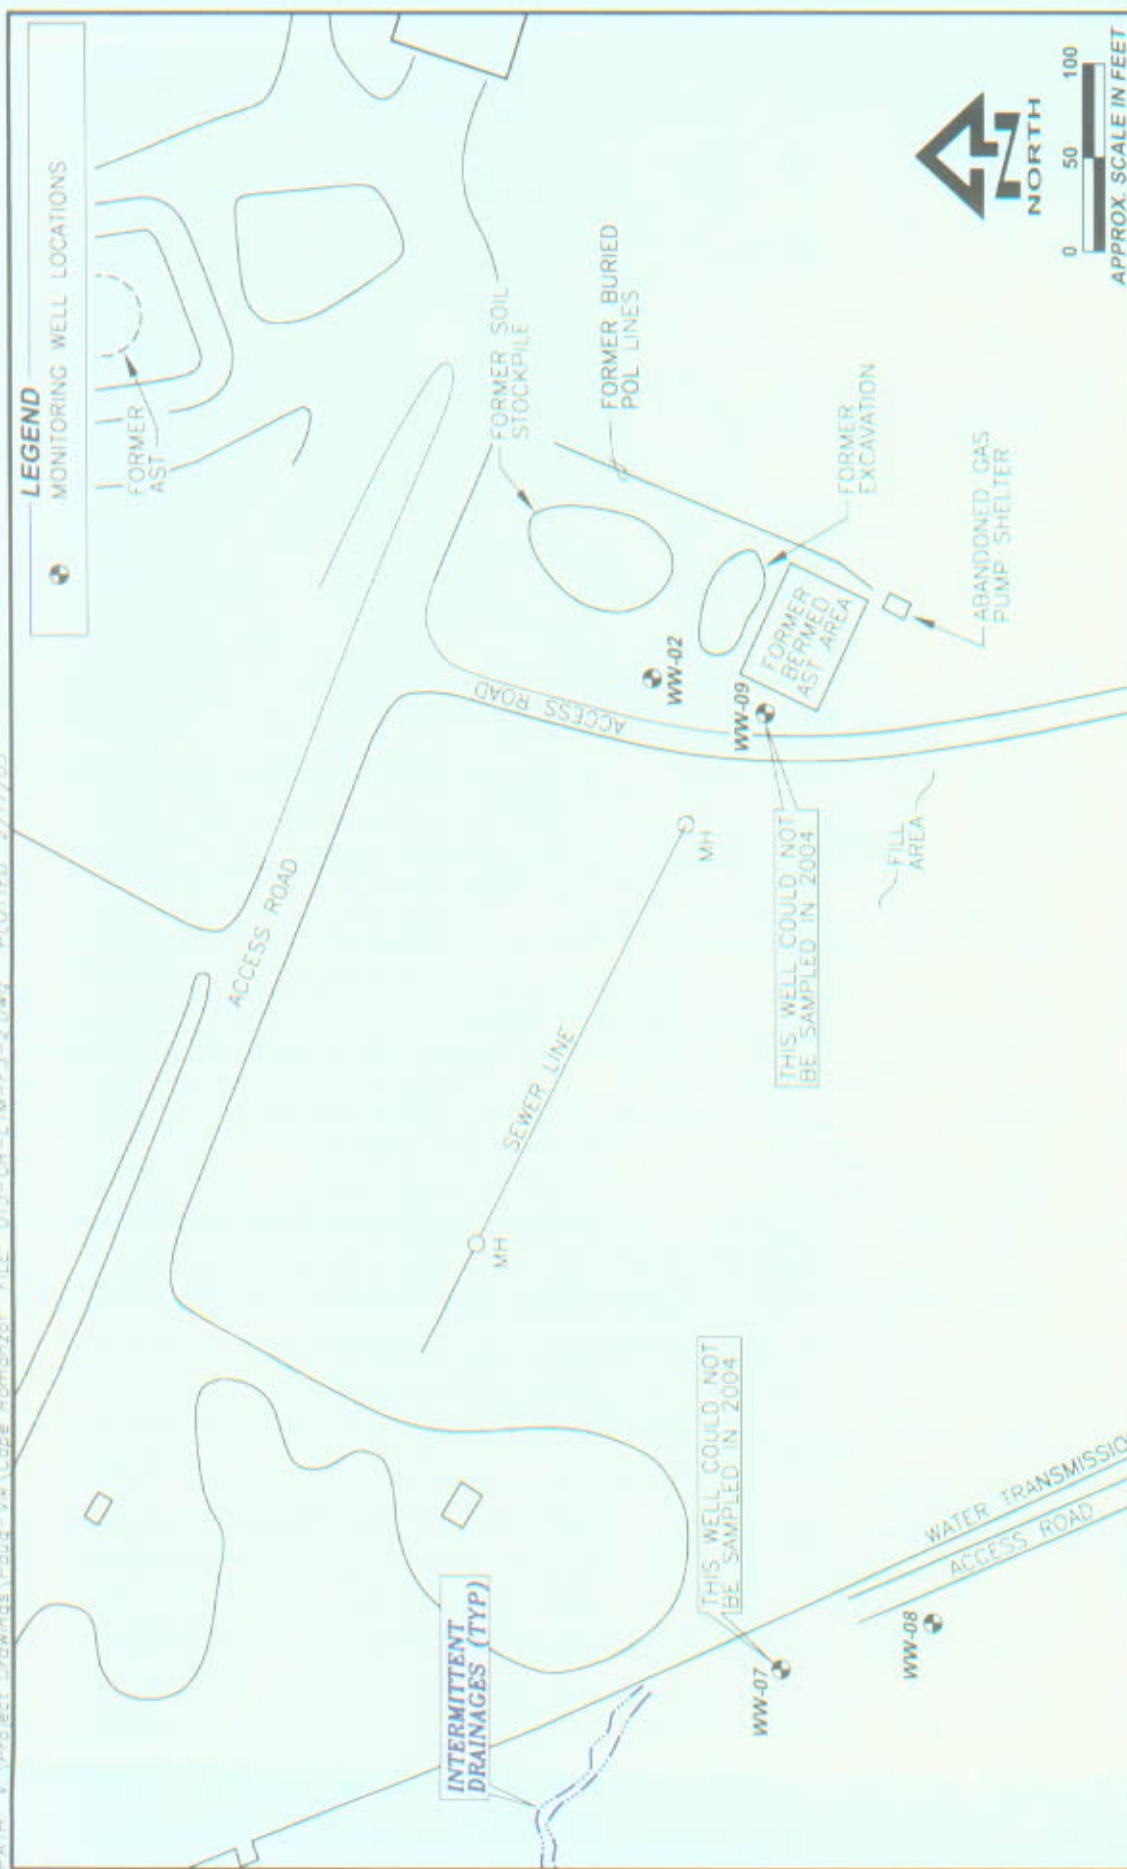 LEGEND
MONITORING WELL LOCATIONS
FORMER
AST
FORMER SOIL
STOCKPILE
FORMER BURIED
POL LINES
FORMER
EXCAVATION
ABANDONED GAS
PUMP SHELTER
FORMER
BERMED
AST AREA
WW-02
WW-09
ACCESS ROAD
ACCESS ROAD
THIS WELL COULD NOT
BE SAMPLED IN 2004
FILL
AREA
MH
SEWER LINE
MH
THIS WELL COULD NOT
BE SAMPLED IN 2004
INTERMITTENT
DRAINAGES (TYP)
WW-07
WW-08
WATER TRANSMISSIO
ACCESS ROAD
NORTH
0 50 100
APPROX. SCALE IN FEET